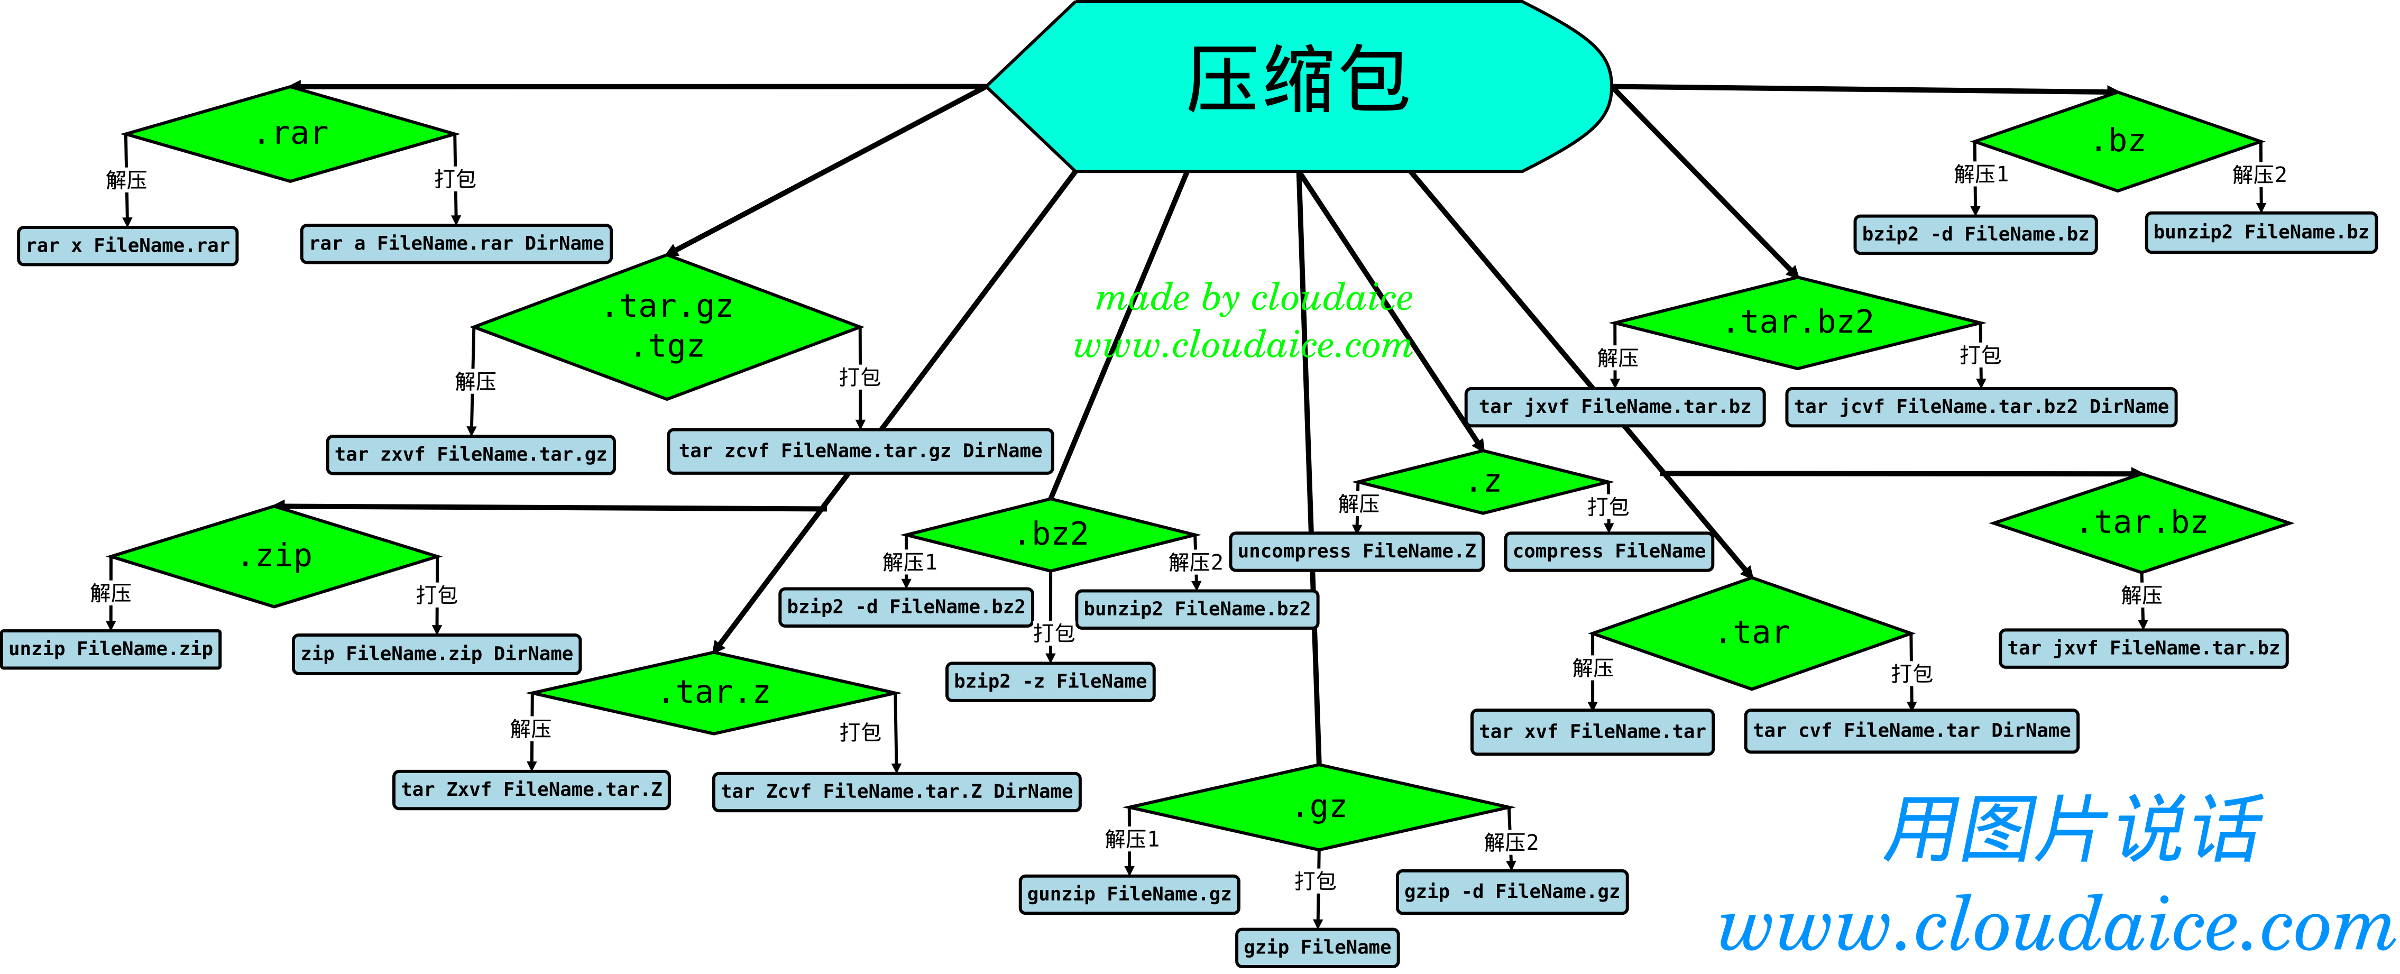 压缩包
.rar
解压
打包
rar x FileName.rar
rar a FileName.rar DirName
.bz
解压1
解压2
bzip2 -d FileName.bz
bunzip2 FileName.bz
.tar.gz
.tgz
解压
打包
tar zxvf FileName.tar.gz
tar zcvf FileName.tar.gz DirName
made by cloudaice
www.cloudaice.com
.tar.bz2
解压
打包
tar jxvf FileName.tar.bz
tar jcvf FileName.tar.bz2 DirName
.zip
解压
打包
unzip FileName.zip
zip FileName.zip DirName
.bz2
解压1
打包
解压2
bzip2 -d FileName.bz2
bunzip2 FileName.bz2
bzip2 -z FileName
.z
解压
打包
uncompress FileName.Z
compress FileName
.tar.bz
解压
tar jxvf FileName.tar.bz
.tar
解压
打包
tar xvf FileName.tar
tar cvf FileName.tar DirName
.tar.z
解压
打包
tar Zxvf FileName.tar.Z
tar Zcvf FileName.tar.Z DirName
.gz
解压1
打包
解压2
gunzip FileName.gz
gzip -d FileName.gz
gzip FileName
用图片说话
www.cloudaice.com